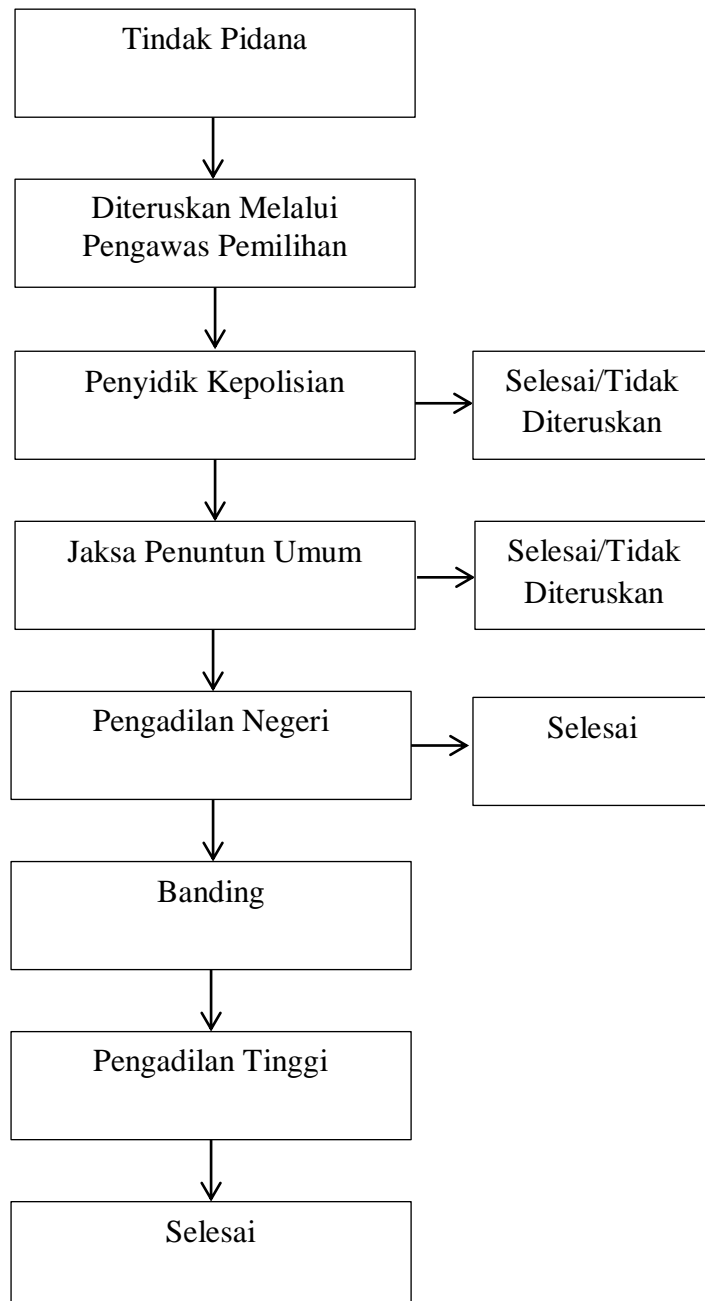 Tindak Pidana
Diteruskan Melalui
Pengawas Pemilihan
Penyidik Kepolisian
Selesai/Tidak
Diteruskan
Jaksa Penuntun Umum
Selesai/Tidak
Diteruskan
Pengadilan Negeri
Selesai
Banding
Pengadilan Tinggi
Selesai